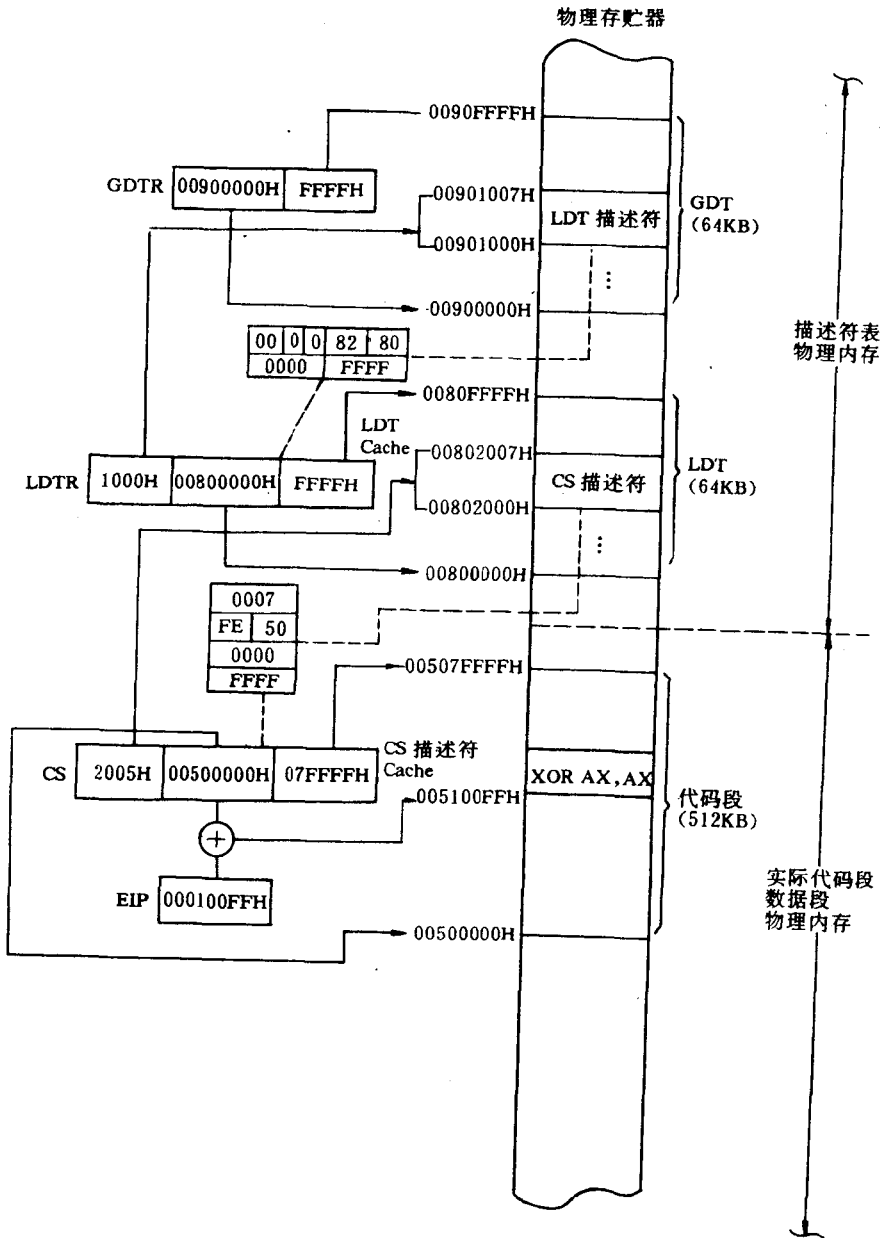 物理存贮器
0090FFFFH
GDTR 00900000H FFFFH
00901007H
LDT 描述符
00901000H
GDT
(64KB)
⋮
00900000H
00 0 0 82 80
0000 FFFF
描述符表
物理内存
0080FFFFH
LDT
Cache
00802007H
LDTR 1000H 00800000H FFFFH
CS 描述符
LDT
(64KB)
00802000H
⋮
00800000H
0007
FE 50
0000
FFFF
00507FFFFH
CS 2005H 00500000H 07FFFFH
CS 描述符
Cache
XOR AX, AX
005100FFH
代码段
(512KB)
+
EIP 000100FFH
00500000H
实际代码段
数据段
物理内存